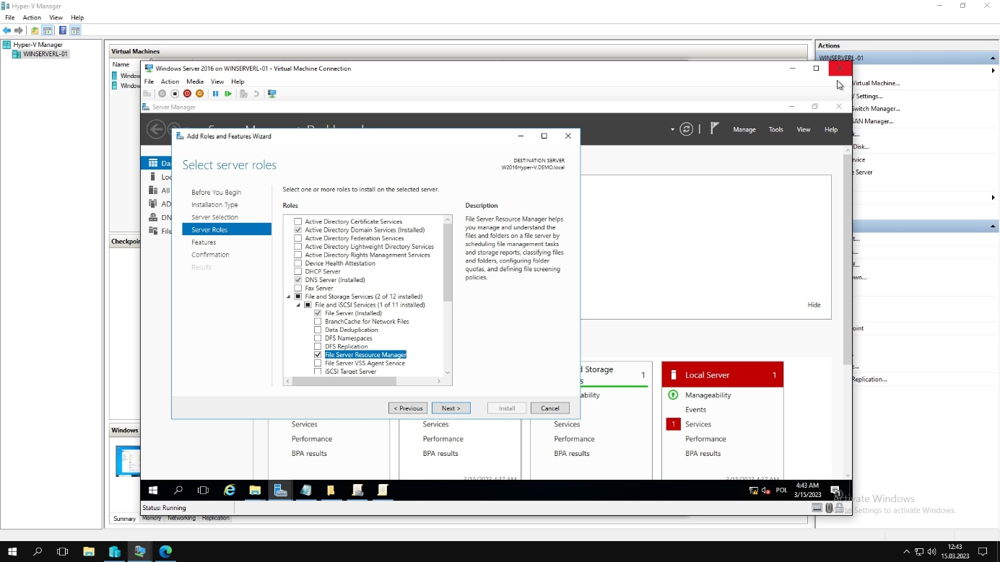 Hyper-V Manager
File Action View Help
Hyper-V Manager
WINSERVERL-01
Virtual Machines
Name
Window
Window
Checkpoin
Windows
Summary Memory Networking Replication
Actions
WINSERVERL-01
Virtual Machine...
Settings...
Switch Manager...
SAN Manager...
Disk...
rvice
Server
oint
Replication...
Windows Server 2016 on WINSERVERL-01 - Virtual Machine Connection
File Action Media View Help
Server Manager
Manage Tools View Help
Das
Loc
All
AD
DN
File
Hide
Add Roles and Features Wizard
Select server roles
DESTINATION SERVER
W2016Hyper-V.DEMO.local
Before You Begin
Installation Type
Server Selection
Server Roles
Features
Confirmation
Results
Select one or more roles to install on the selected server.
Roles
Active Directory Certificate Services
Active Directory Domain Services (Installed)
Active Directory Federation Services
Active Directory Lightweight Directory Services
Active Directory Rights Management Services
Device Health Attestation
DHCP Server
DNS Server (Installed)
Fax Server
File and Storage Services (2 of 12 installed)
File and iSCSI Services (1 of 11 installed)
File Server (Installed)
BranchCache for Network Files
Data Deduplication
DFS Namespaces
DFS Replication
File Server Resource Manager
File Server VSS Agent Service
iSCSI Target Server
Description
File Server Resource Manager helps
you manage and understand the
files and folders on a file server by
scheduling file management tasks
and storage reports, classifying files
and folders, configuring folder
quotas, and defining file screening
policies.
< Previous Next > Install Cancel
d Storage 1
s
ability
Local Server 1
Manageability
Events
1 Services
Performance
BPA results
Services
Performance
BPA results
Services
Performance
BPA results
Services
Performance
BPA results
3/15/2023 4:37 AM
3/15/2023 4:37 AM
POL
4:43 AM
3/15/2023
Status: Running
Activate Windows
Settings to activate Windows.
12:43
15.03.2023